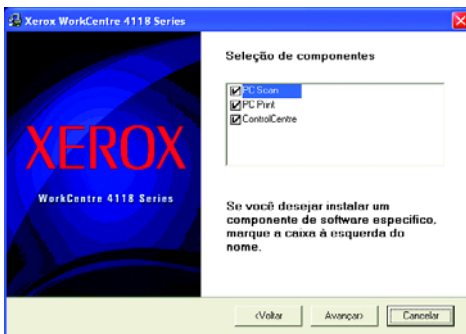 Xerox WorkCentre 4118 Series
Seleção de componentes
PC Scan
PC Print
ControlCentre
XEROX
WorkCentre 4118 Series
Se você desejar instalar um
componente de software específico,
marque a caixa à esquerda do
nome.
<Voltar
Avançar>
Cancelar